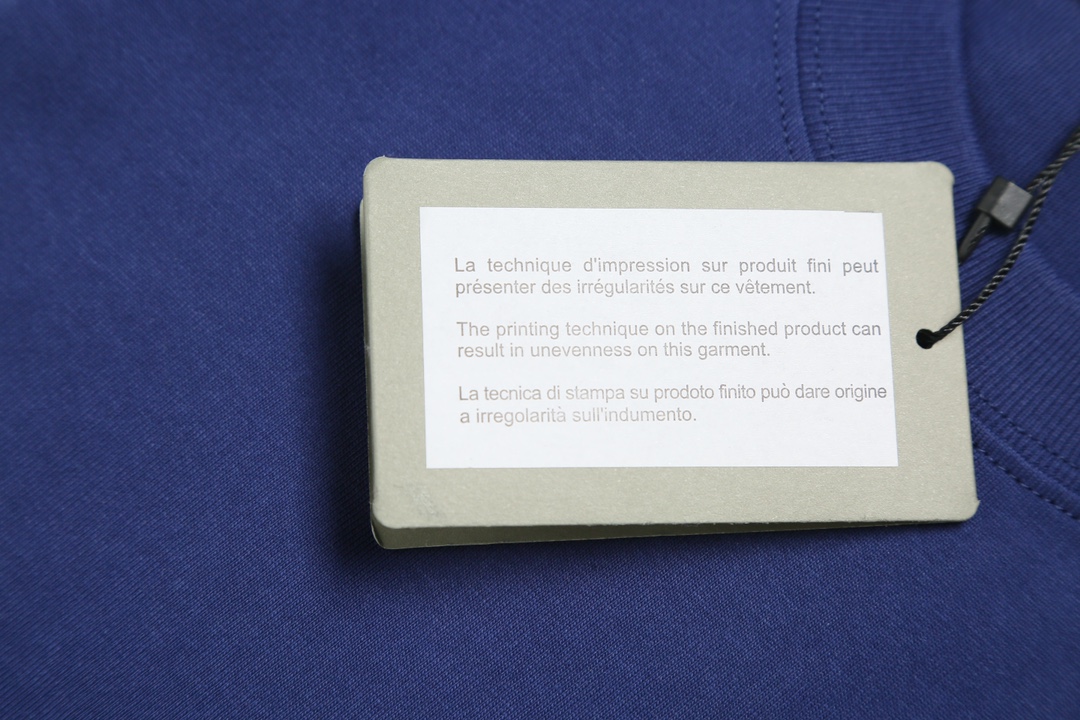 La technique d'impression sur produit fini peut
présenter des irrégularités sur ce vêtement.
The printing technique on the finished product can
result in unevenness on this garment.
La tecnica di stampa su prodoto finito può dare origine
a irregolarità sull'indumento.